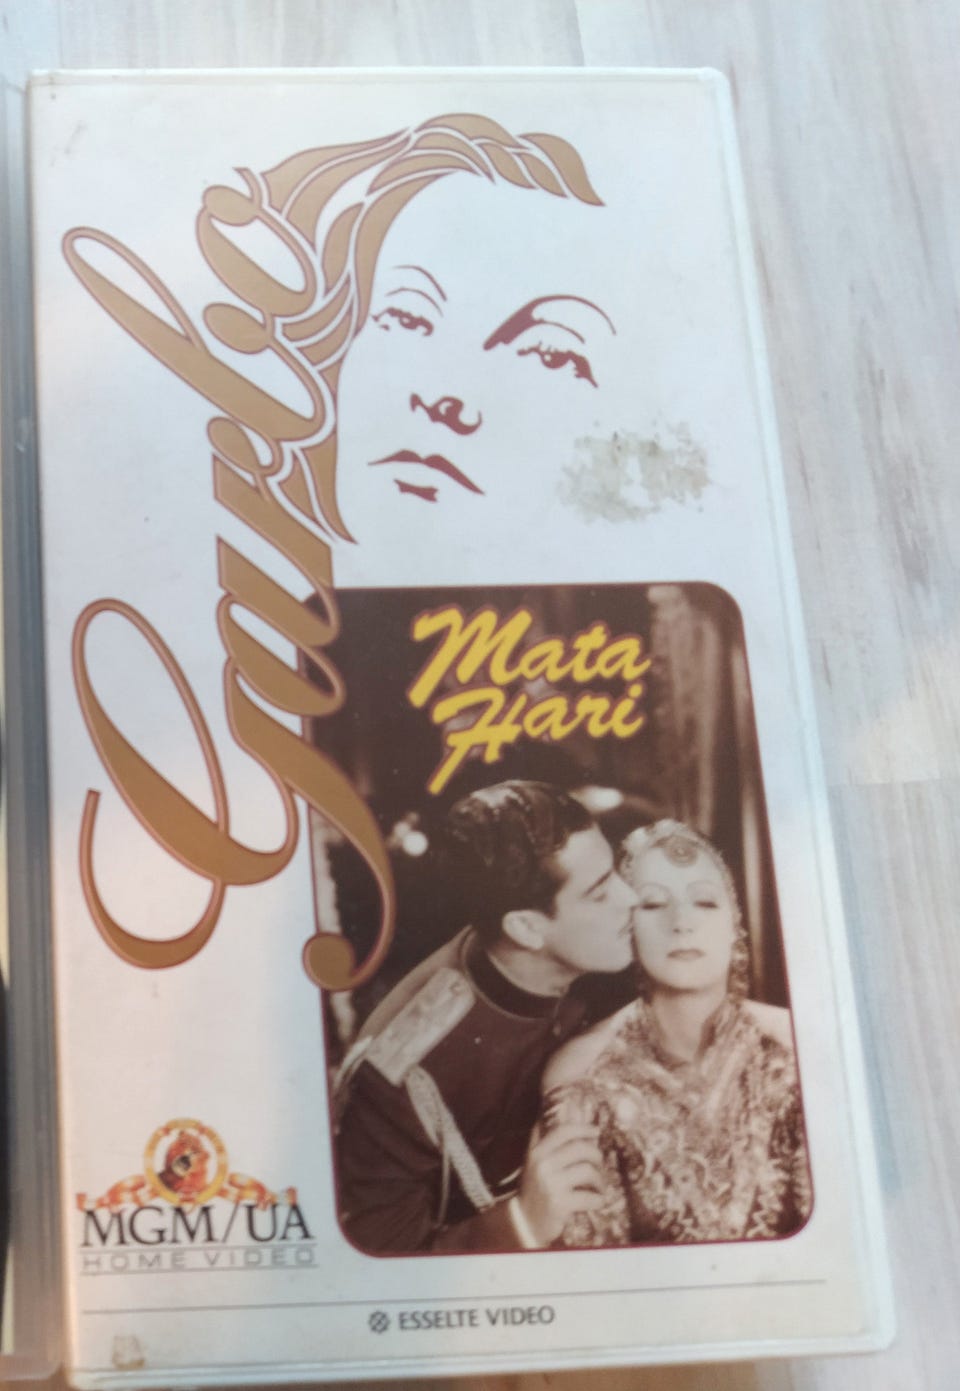 Garbo
Mata
Hari
MGM/UA
HOME VIDEO
ESSELTE VIDEO